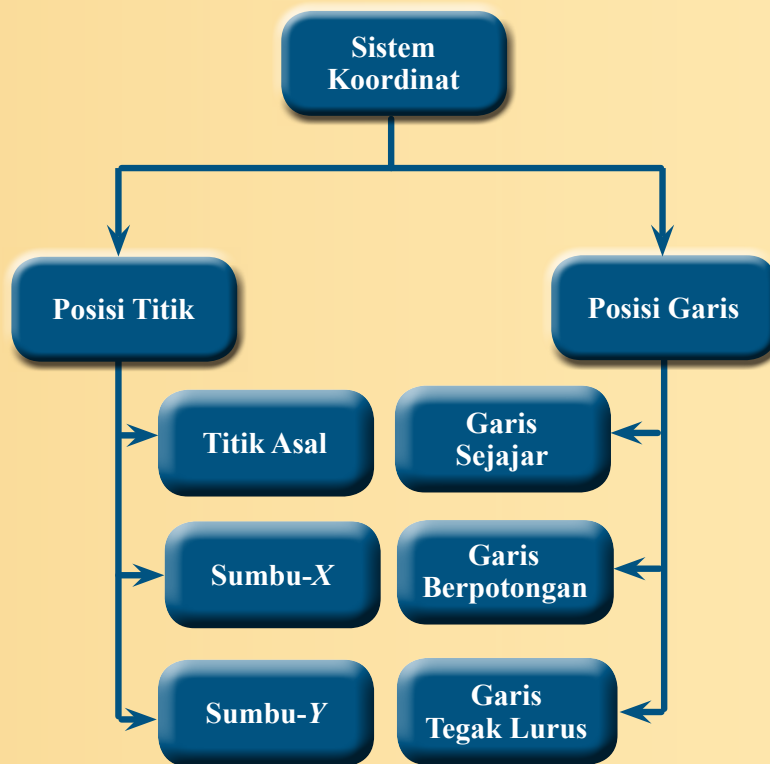 Sistem
Koordinat
Posisi Titik
Posisi Garis
Titik Asal
Garis
Sejajar
Sumbu-X
Garis
Berpotongan
Sumbu-Y
Garis
Tegak Lurus